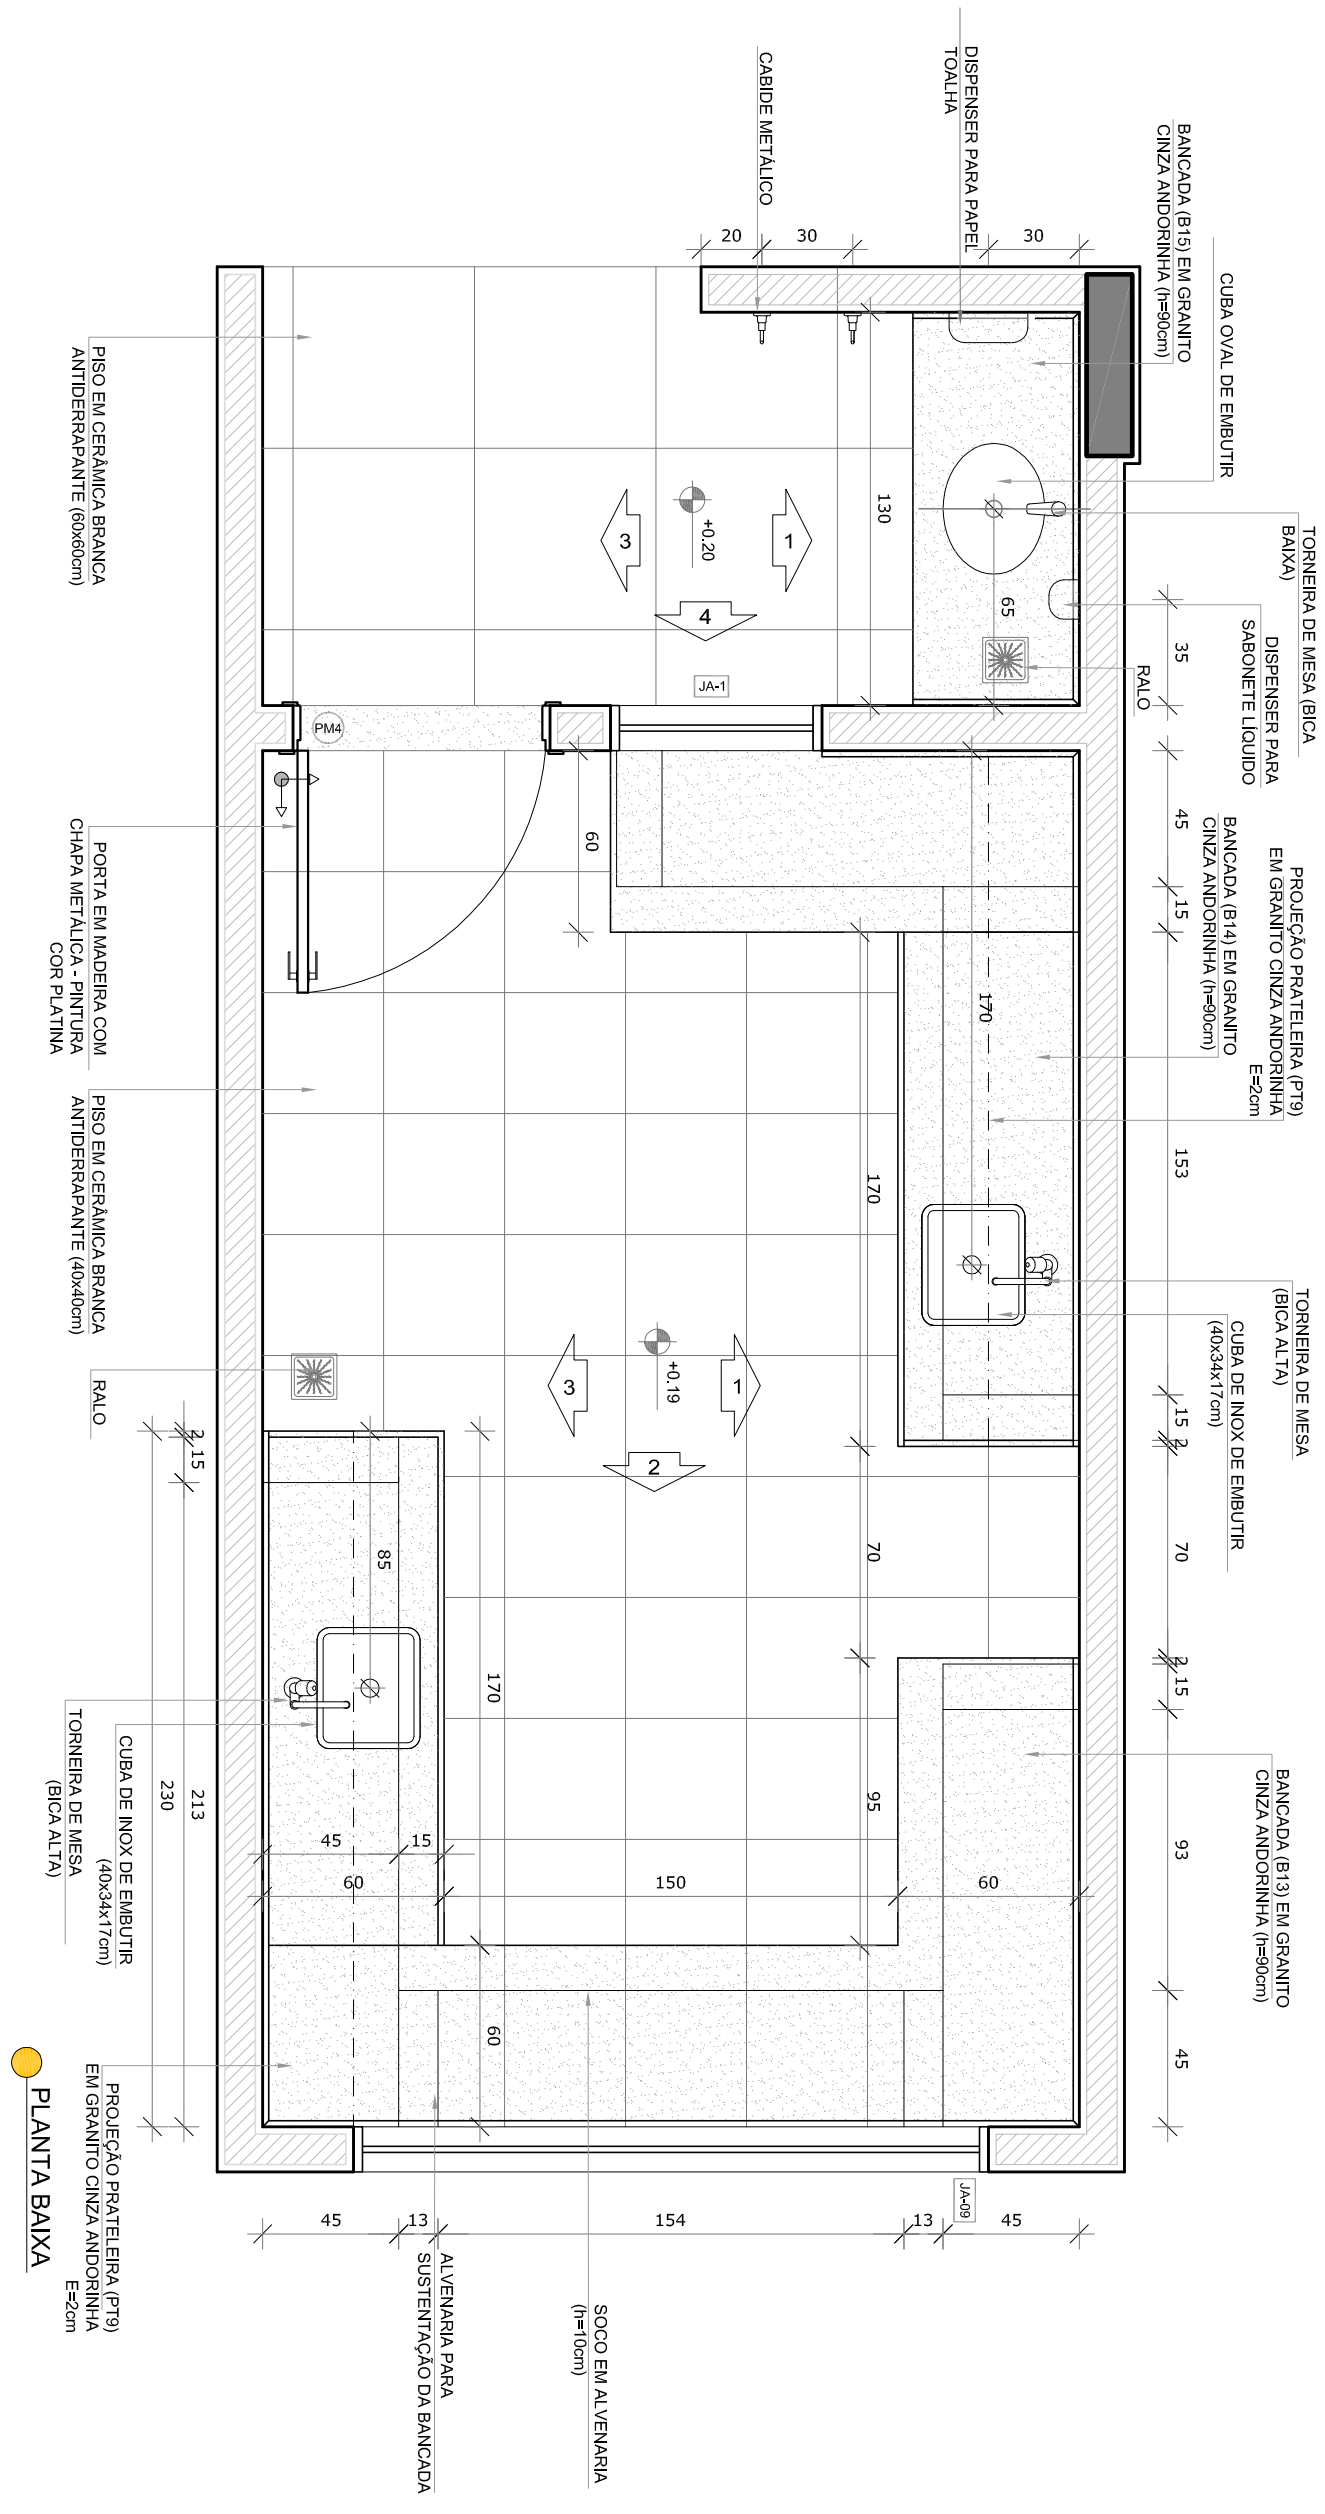 DISPENSER PARA PAPEL
TOALHA
CABIDE METÁLICO
BANCADA (B15) EM GRANITO
CINZA ANDORINHA (h=90cm)
CUBA OVAL DE EMBUTIR
TORNEIRA DE MESA (BICA
BAIXA)
DISPENSER PARA
SABONETE LÍQUIDO
RALO
20
30
30
130
65
35
+0.20
1
3
4
JA-1
PM4
PISO EM CERÂMICA BRANCA
ANTIDERRAPANTE (60x60cm)
PORTA EM MADEIRA COM
CHAPA METÁLICA - PINTURA
COR PLATINA
PISO EM CERÂMICA BRANCA
ANTIDERRAPANTE (40x40cm)
RALO
BANCADA (B14) EM GRANITO
CINZA ANDORINHA (h=90cm)
PROJEÇÃO PRATELEIRA (PT9)
EM GRANITO CINZA ANDORINHA
E=2cm
TORNEIRA DE MESA
(BICA ALTA)
CUBA DE INOX DE EMBUTIR
(40x34x17cm)
45
15
153
15
2
70
2
15
93
45
60
170
170
70
95
+0.19
1
3
2
2
15
213
230
85
170
60
45
15
60
150
60
BANCADA (B13) EM GRANITO
CINZA ANDORINHA (h=90cm)
TORNEIRA DE MESA
(BICA ALTA)
CUBA DE INOX DE EMBUTIR
(40x34x17cm)
PROJEÇÃO PRATELEIRA (PT9)
EM GRANITO CINZA ANDORINHA
E=2cm
JA-09
45
13
154
13
45
ALVENARIA PARA
SUSTENTAÇÃO DA BANCADA
SOCO EM ALVENARIA
(h=10cm)
PLANTA BAIXA